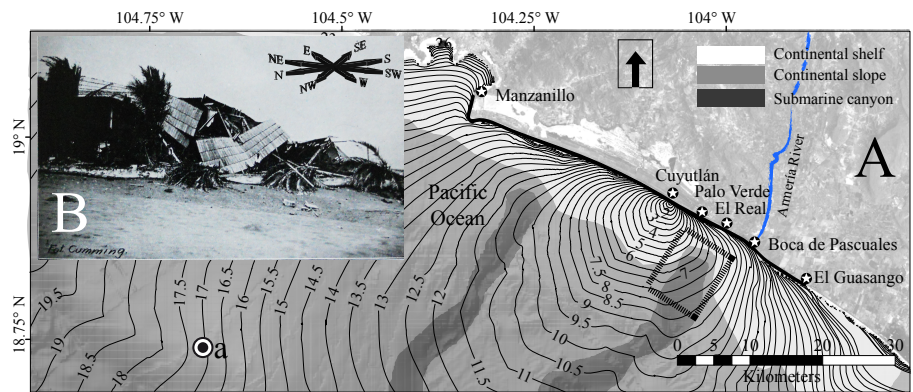 104.75° W
104.5° W
104.25° W
104° W
19° N
18.75° N
E
SE
NE
S
N
SW
NW
W
B
Manzanillo
Continental shelf
Continental slope
Submarine canyon
A
Armería River
Cuyutlán
Palo Verde
El Real
Boca de Pascuales
El Guasango
Pacific
Ocean
4
5
6
7
7.5
8
8.5
9
9.5
10
10.5
11
11.5
12
12.5
13
13.5
14
14.5
15
15.5
16
16.5
17
17.5
18
18.5
19
19.5
a
0 10 20 30
Kilometers